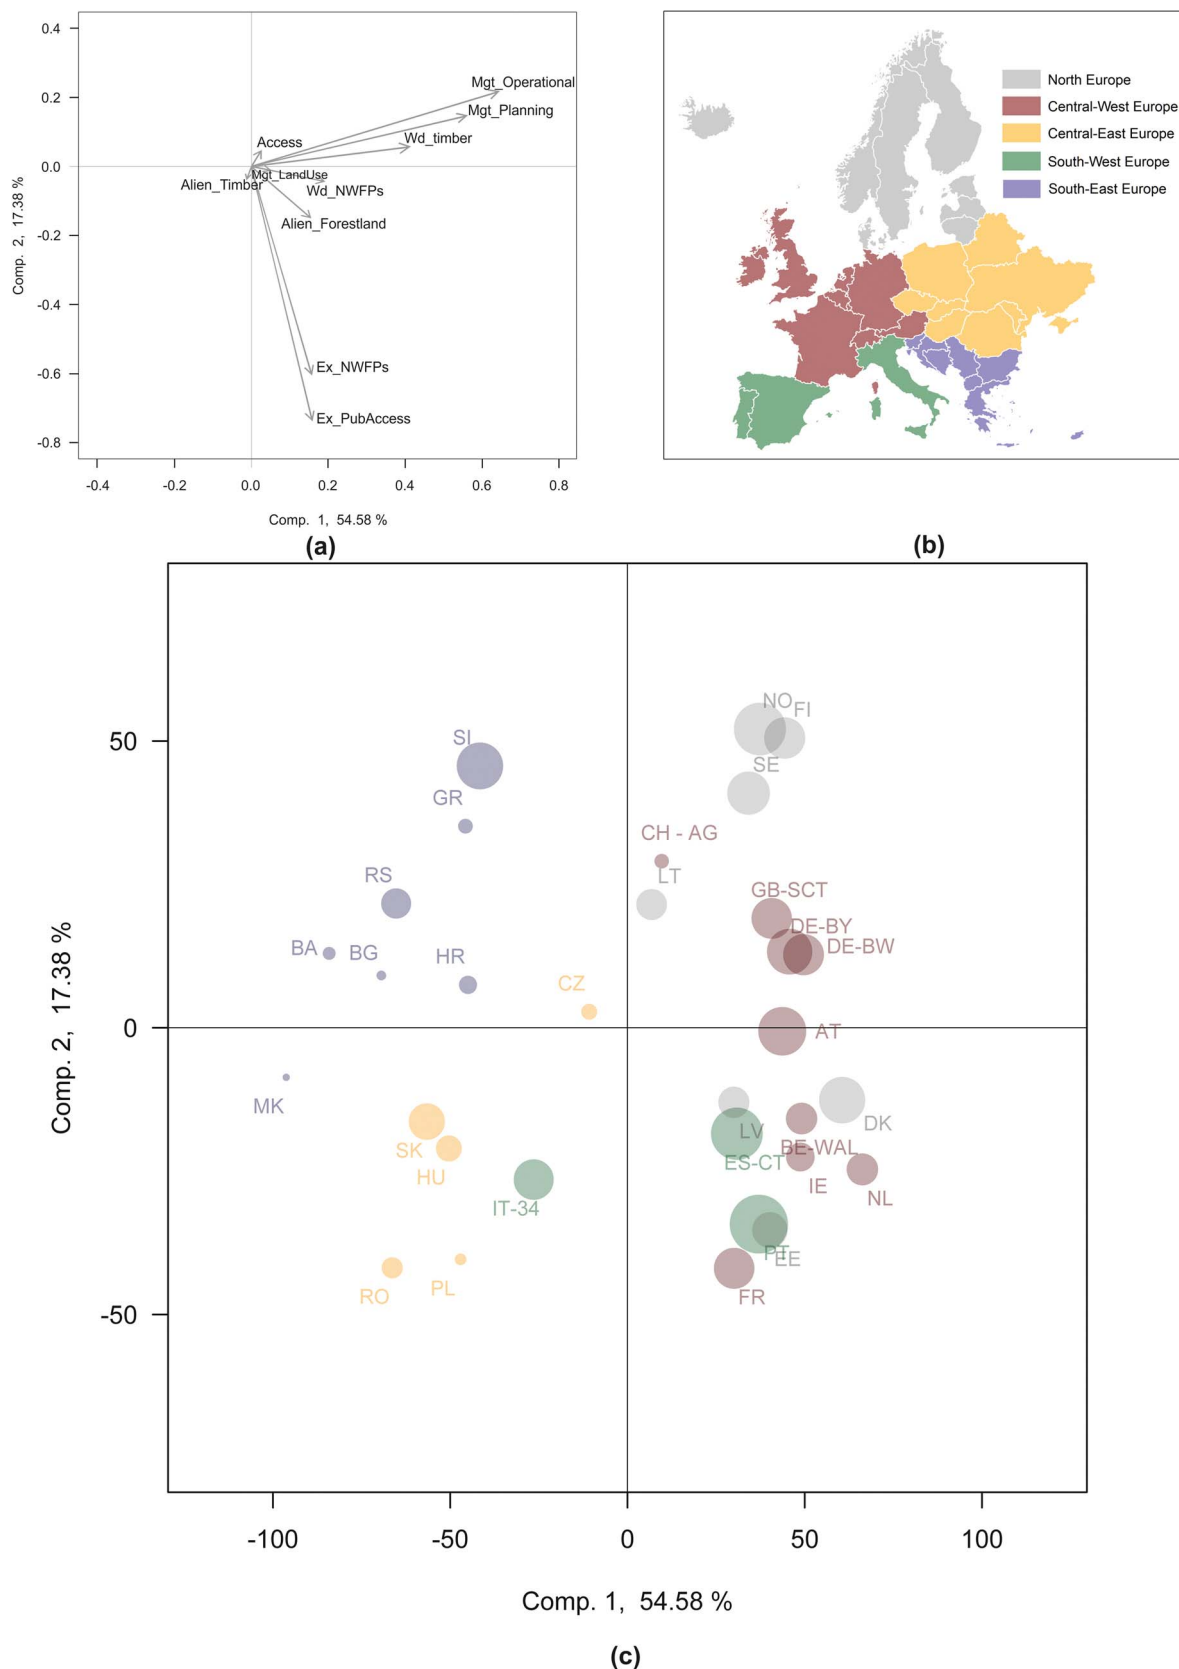 0.4
0.2
0.0
-0.2
-0.4
-0.6
-0.8
Comp. 2, 17.38 %
Mgt_Operational
Mgt_Planning
Wd_timber
Access
Mgt_LandUse
Alien_Timber
Wd_NWFPs
Alien_Forestland
Ex_NWFPs
Ex_PubAccess
-0.4
-0.2
0.0
0.2
0.4
0.6
0.8
Comp. 1, 54.58 %
(a)
North Europe
Central-West Europe
Central-East Europe
South-West Europe
South-East Europe
(b)
50
0
-50
Comp. 2, 17.38 %
NO
FI
SI
SE
GR
CH - AG
LT
RS
GB-SCT
DE-BY
DE-BW
BA
BG
HR
CZ
AT
MK
DK
LV
SK
BE-WAL
ES-CT
HU
IE
NL
IT-34
PT
EE
RO
PL
FR
-100
-50
0
50
100
Comp. 1, 54.58 %
(c)